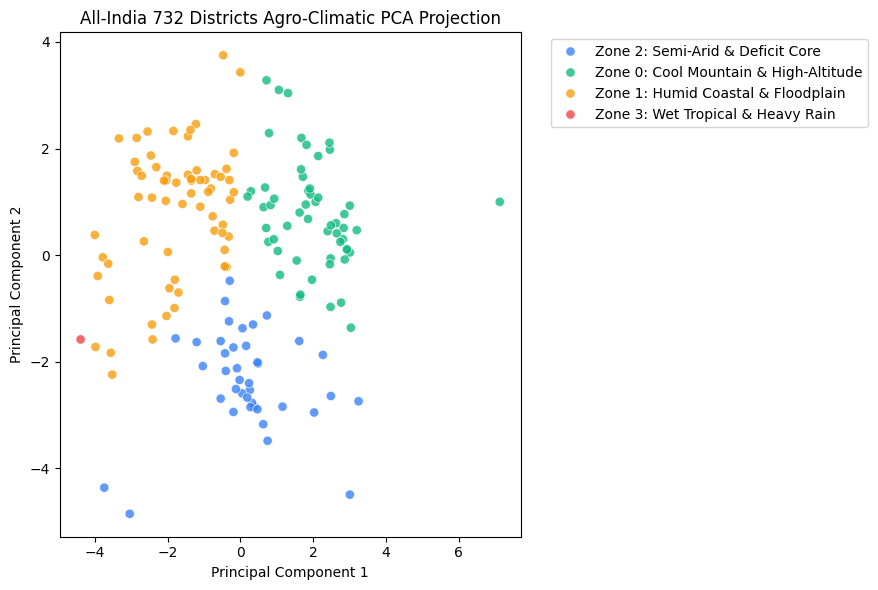 All-India 732 Districts Agro-Climatic PCA Projection
Zone 2: Semi-Arid & Deficit Core
Zone 0: Cool Mountain & High-Altitude
Zone 1: Humid Coastal & Floodplain
Zone 3: Wet Tropical & Heavy Rain
Principal Component 2
4
2
0
−2
−4
−4
−2
0
2
4
6
Principal Component 1